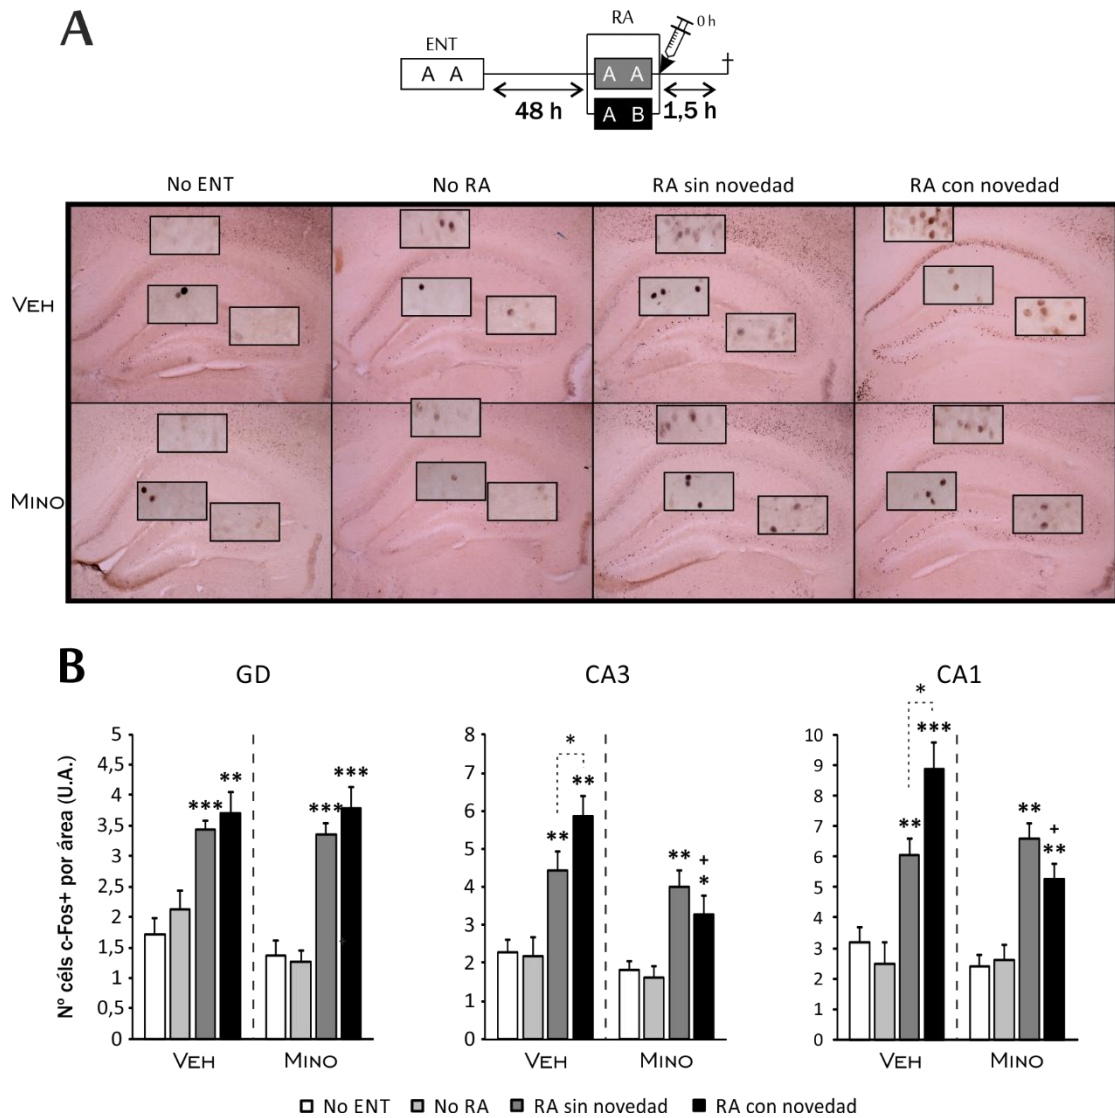 A
ENT
A A
48 h
RA
0 h
A A
A B
1,5 h
No ENT No RA RA sin novedad RA con novedad
VEH
MINO
B
GD
Nº céls c-Fos+ por área (U.A.)
5
4,5
4
3,5
3
2,5
2
1,5
1
0,5
0
*** ** *** ***
VEH MINO
CA3
8
7
6
5
4
3
2
1
0
*
** ** ** +
*
VEH MINO
CA1
10
9
8
7
6
5
4
3
2
1
0
*
** *** ** +
**
VEH MINO
No ENT No RA RA sin novedad RA con novedad